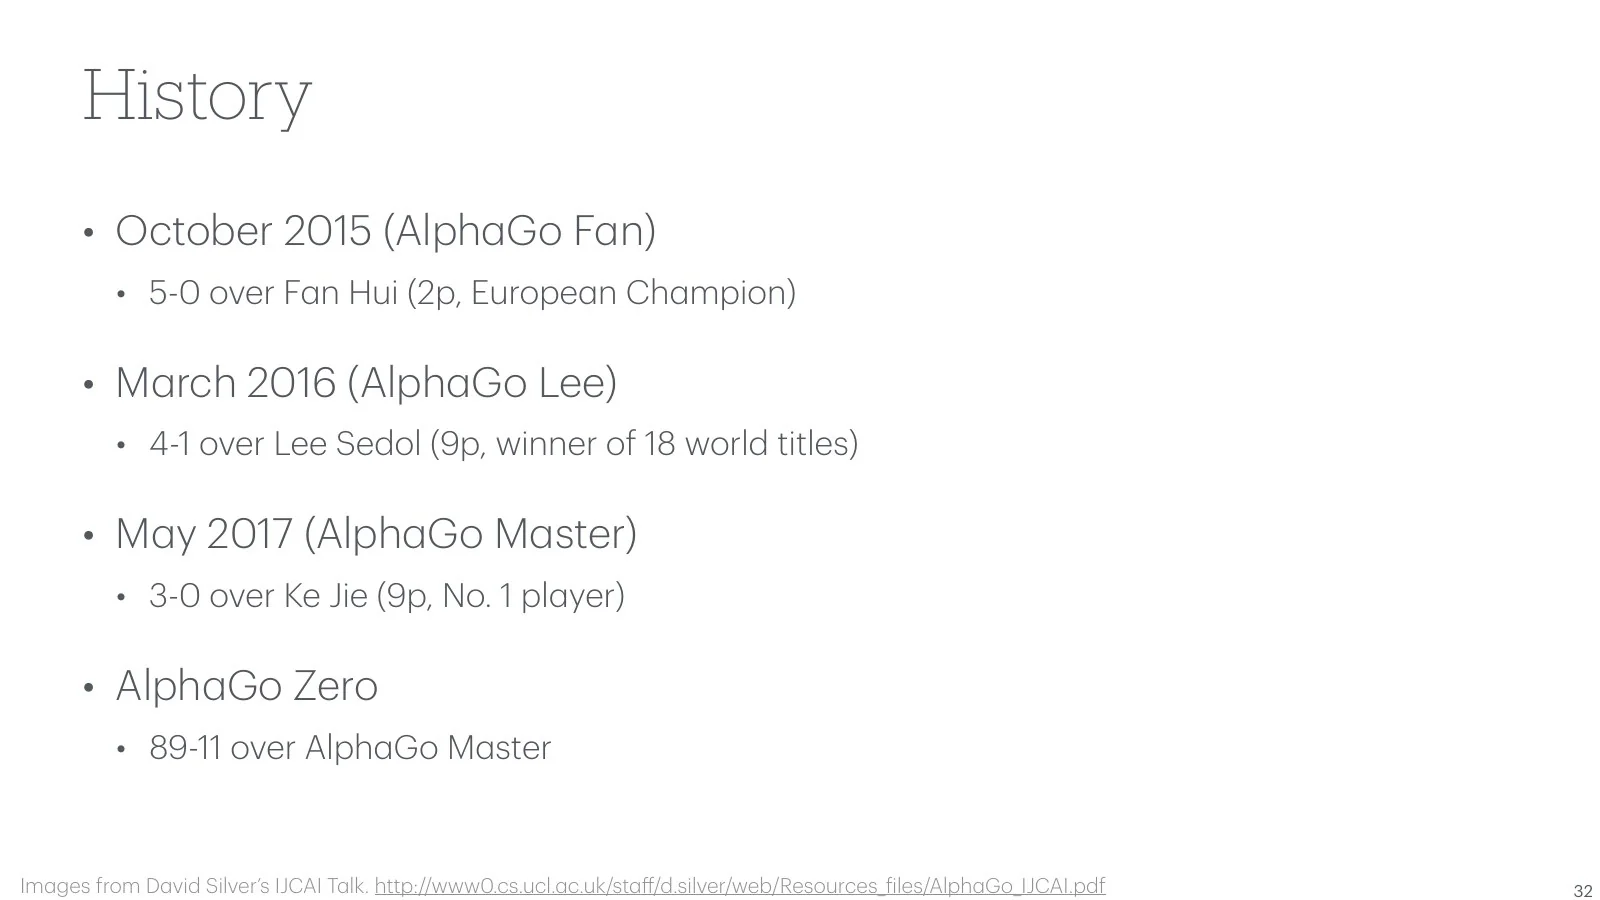 History
• October 2015 (AlphaGo Fan)
• 5-0 over Fan Hui (2p, European Champion)
• March 2016 (AlphaGo Lee)
• 4-1 over Lee Sedol (9p, winner of 18 world titles)
• May 2017 (AlphaGo Master)
• 3-0 over Ke Jie (9p, No. 1 player)
• AlphaGo Zero
• 89-11 over AlphaGo Master
Images from David Silver's IJCAI Talk. http://www0.cs.ucl.ac.uk/staff/d.silver/web/Resources_files/AlphaGo_IJCAI.pdf
32